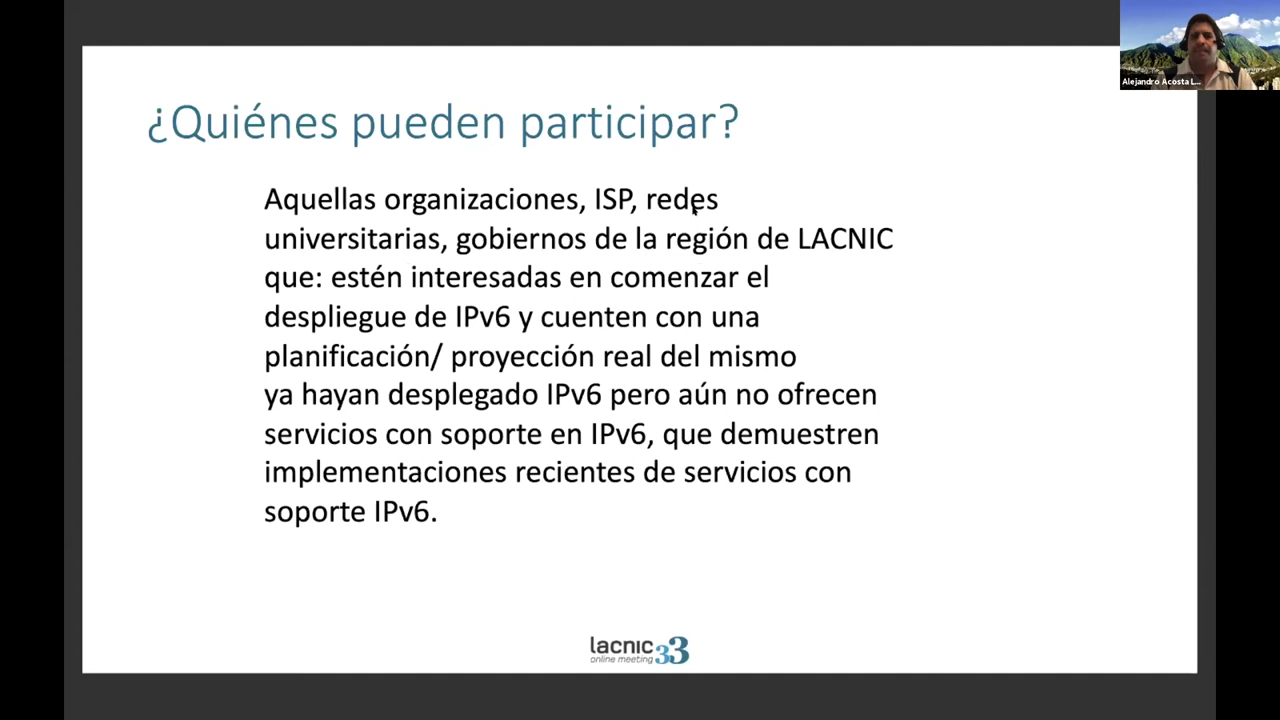 Alejandro Acosta L...
¿Quiénes pueden participar?
Aquellas organizaciones, ISP, redes
universitarias, gobiernos de la región de LACNIC
que: estén interesadas en comenzar el
despliegue de IPv6 y cuenten con una
planificación/ proyección real del mismo
ya hayan desplegado IPv6 pero aún no ofrecen
servicios con soporte en IPv6, que demuestren
implementaciones recientes de servicios con
soporte IPv6.
lacnic 33
online meeting